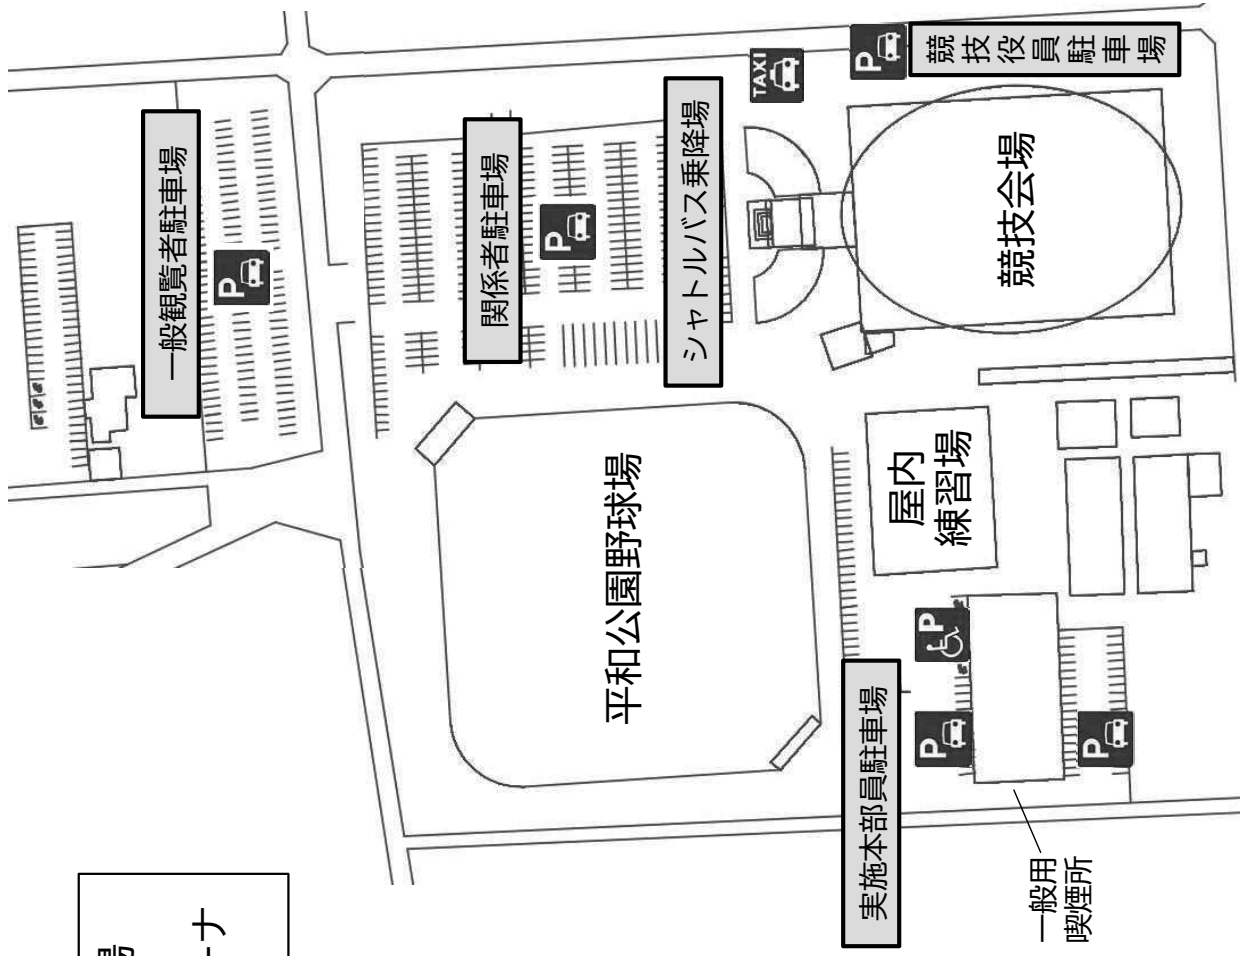 一般観覧者駐車場
P
関係者駐車場
P
シャトルバス乗降場
TAXI
P
競技役員駐車場
競技会場
平和公園野球場
屋内
練習場
P
P
P
実施本部員駐車場
一般用
喫煙所
場
ーナ